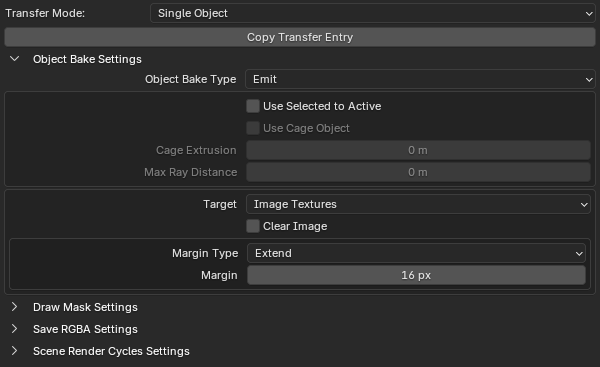 Transfer Mode: Single Object
Copy Transfer Entry
Object Bake Settings
Object Bake Type Emit
Use Selected to Active
Use Cage Object
Cage Extrusion 0 m
Max Ray Distance 0 m
Target Image Textures
Clear Image
Margin Type Extend
Margin 16 px
Draw Mask Settings
Save RGBA Settings
Scene Render Cycles Settings